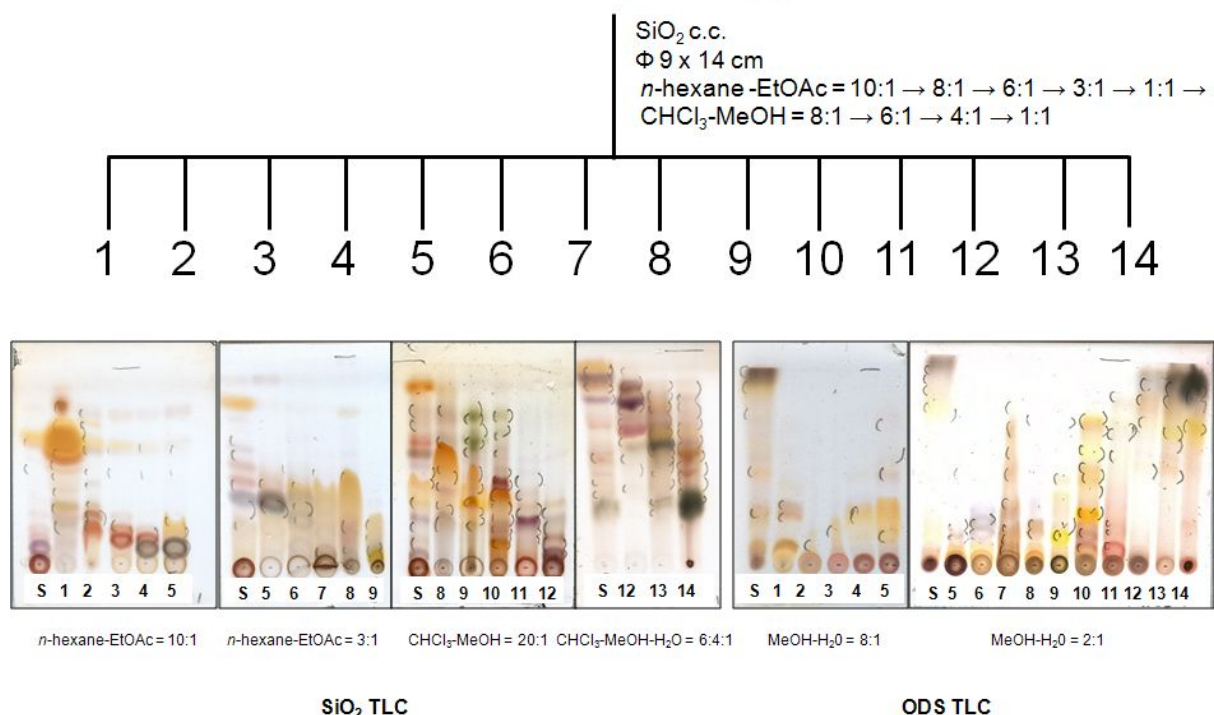 SiO₂ c.c.
Φ 9 x 14 cm
n-hexane -EtOAc = 10:1 → 8:1 → 6:1 → 3:1 → 1:1 →
CHCl₃-MeOH = 8:1 → 6:1 → 4:1 → 1:1
1 2 3 4 5 6 7 8 9 10 11 12 13 14
S 1 2 3 4 5 S 5 6 7 8 9 S 8 9 10 11 12 S 12 13 14 S 1 2 3 4 5 S 5 6 7 8 9 10 11 12 13 14
n-hexane-EtOAc = 10:1 n-hexane-EtOAc = 3:1 CHCl₃-MeOH = 20:1 CHCl₃-MeOH-H₂O = 6:4:1 MeOH-H₂0 = 8:1 MeOH-H₂0 = 2:1
SiO₂ TLC ODS TLC